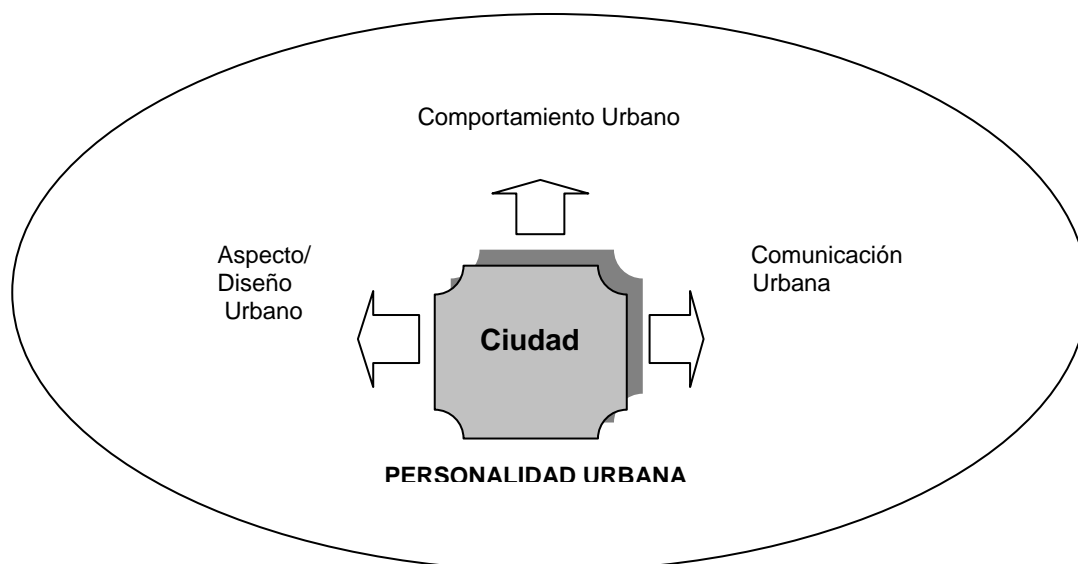 Comportamiento Urbano
Aspecto/
Diseño
Urbano
Comunicación
Urbana
Ciudad
PERSONALIDAD URBANA